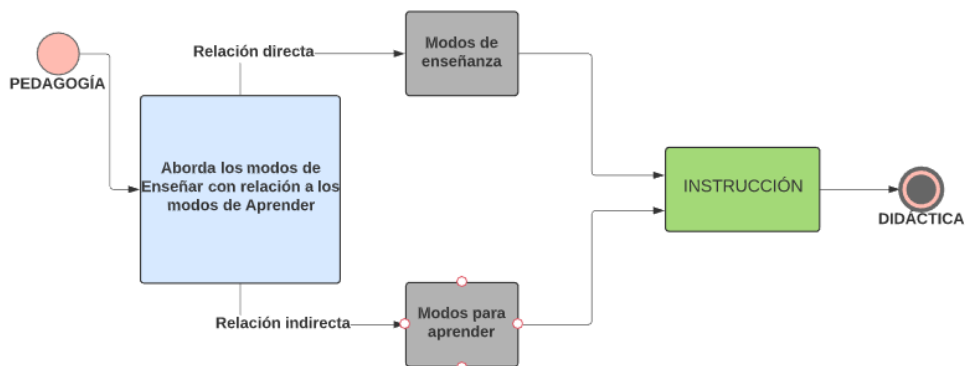 PEDAGOGÍA
Relación directa
Modos de
enseñanza
Aborda los modos de
Enseñar con relación a los
modos de Aprender
Relación indirecta
Modos para
aprender
INSTRUCCIÓN
DIDÁCTICA